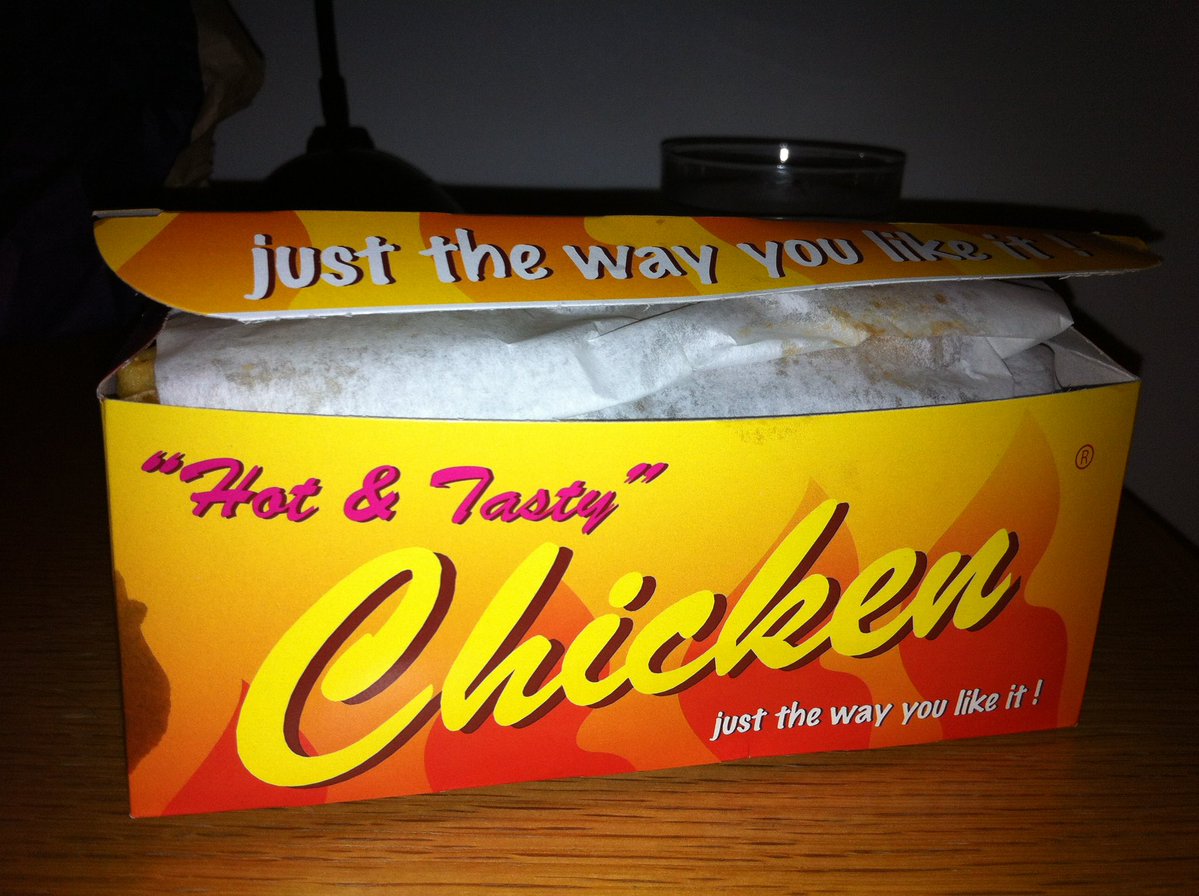 just the way you like it !
"Hot & Tasty"
®
Chicken
just the way you like it !